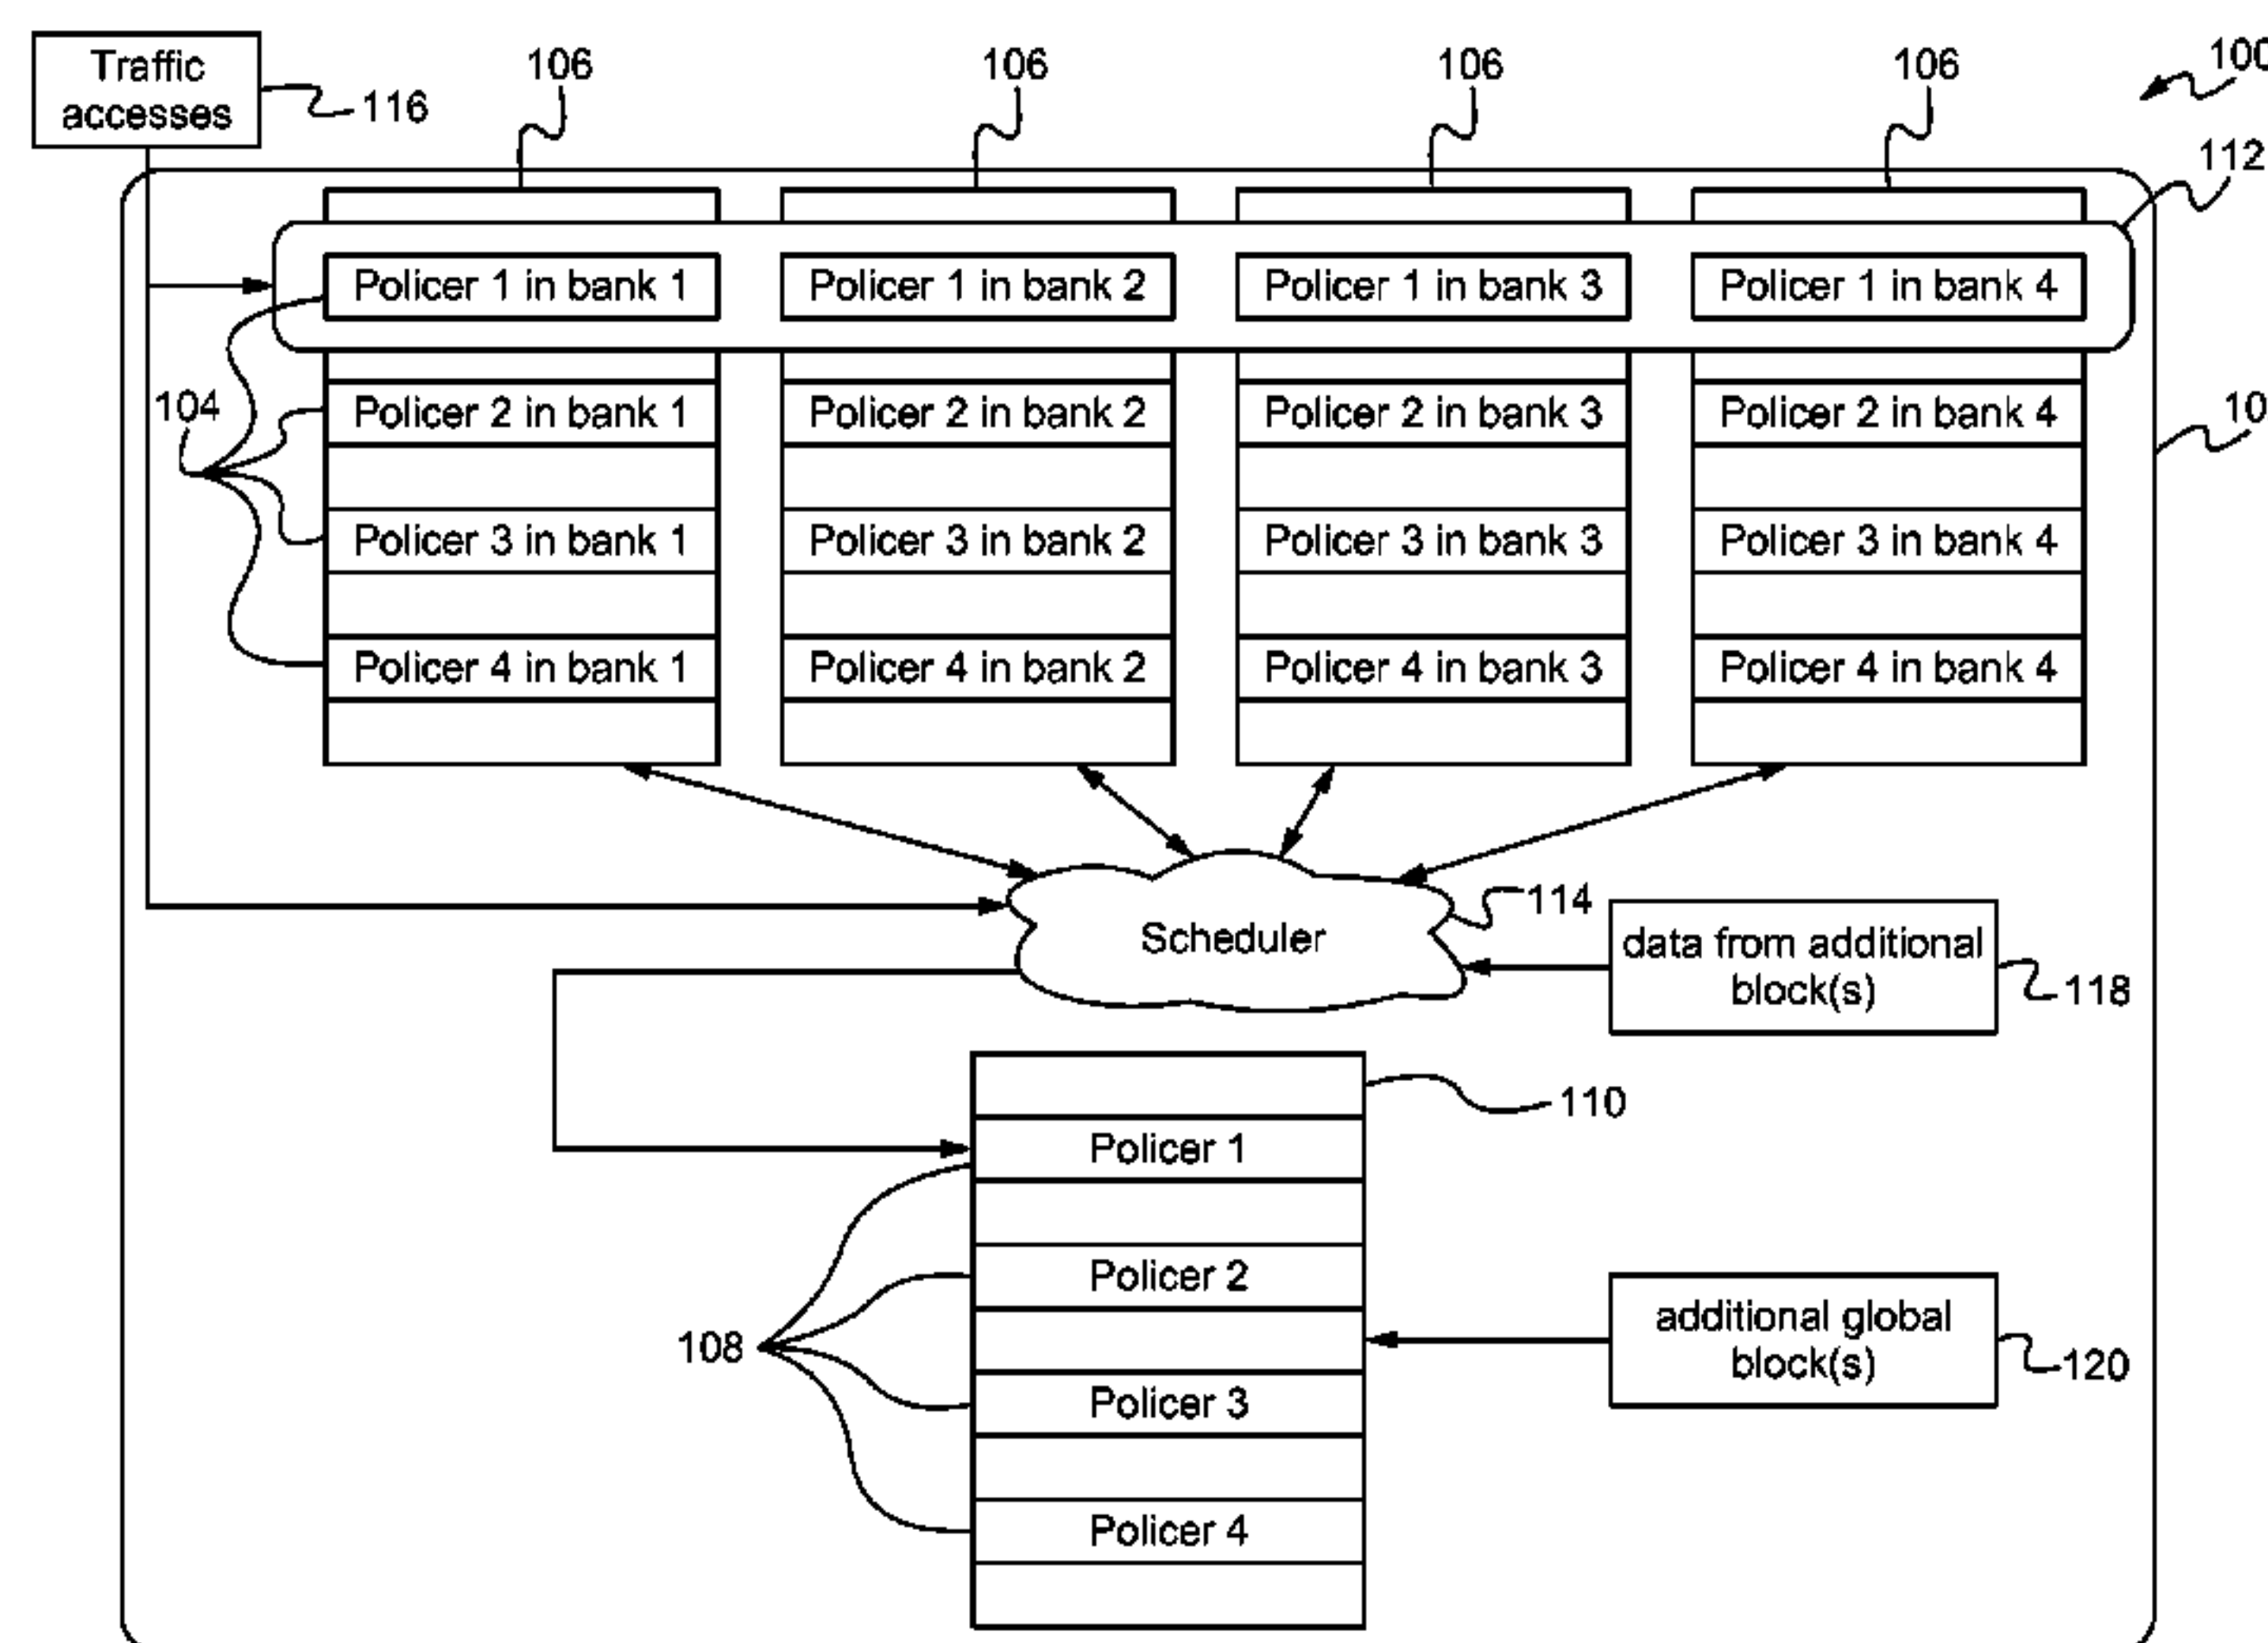 Traffic
accesses
116
106
106
106
106
100
112
Policer 1 in bank 1
Policer 1 in bank 2
Policer 1 in bank 3
Policer 1 in bank 4
104
Policer 2 in bank 1
Policer 2 in bank 2
Policer 2 in bank 3
Policer 2 in bank 4
10
Policer 3 in bank 1
Policer 3 in bank 2
Policer 3 in bank 3
Policer 3 in bank 4
Policer 4 in bank 1
Policer 4 in bank 2
Policer 4 in bank 3
Policer 4 in bank 4
Scheduler
114
data from additional
block(s)
118
110
Policer 1
Policer 2
108
Policer 3
Policer 4
additional global
block(s)
120